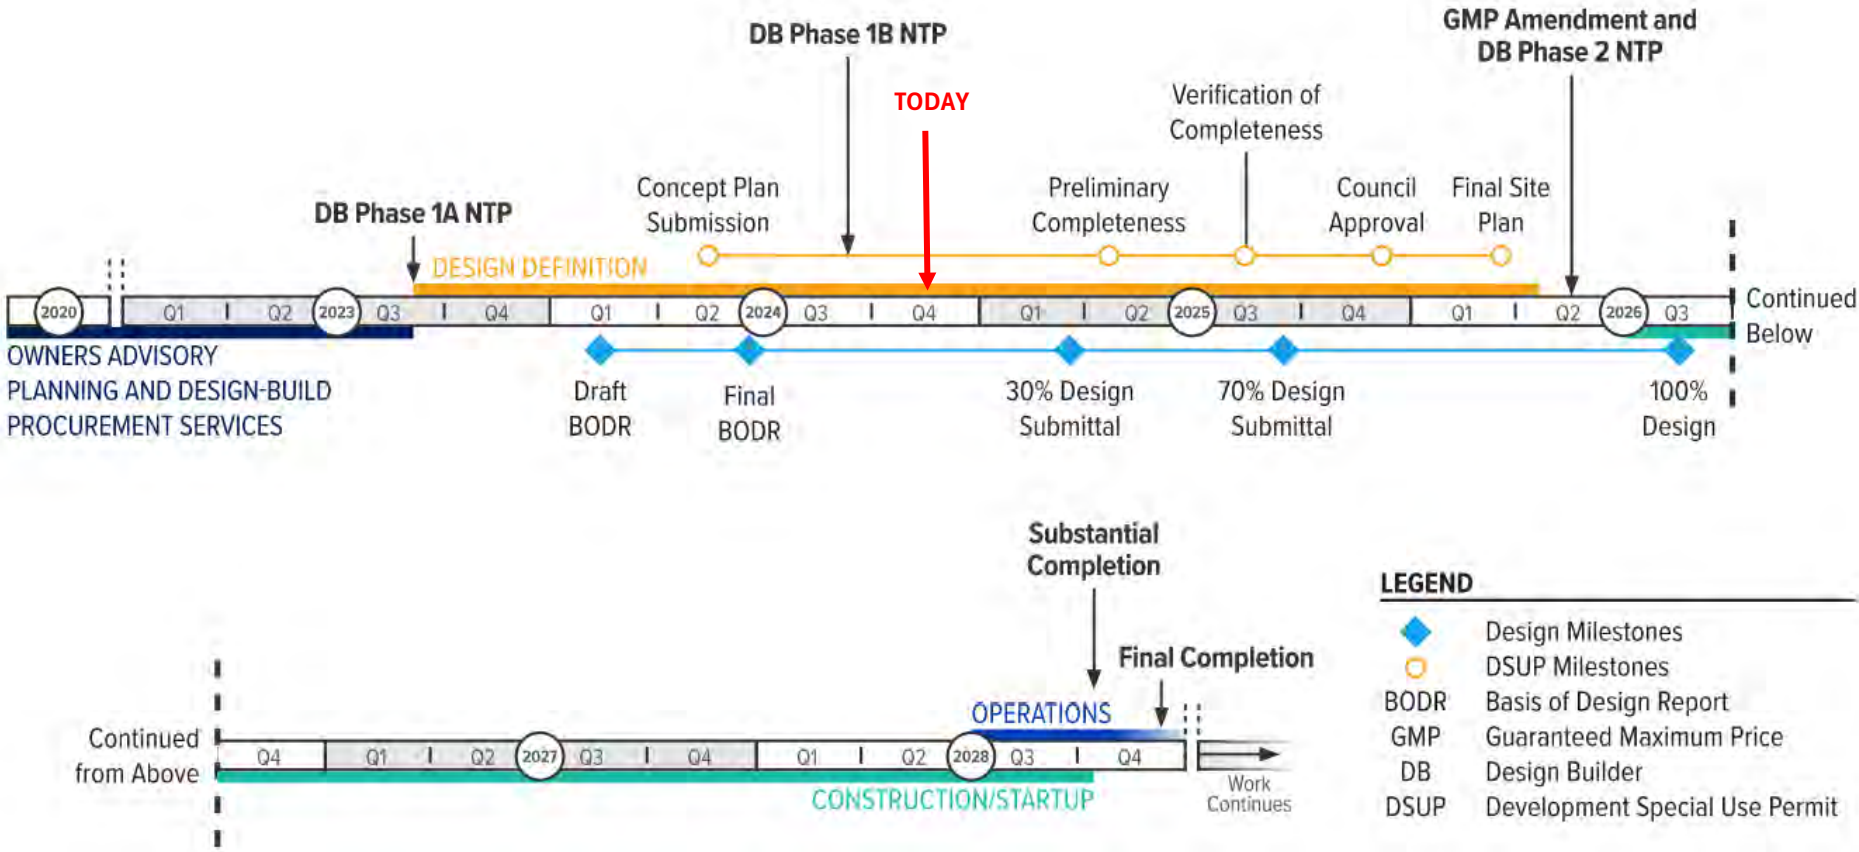 GMP Amendment and
DB Phase 2 NTP
DB Phase 1B NTP
TODAY
Verification of
Completeness
DB Phase 1A NTP
Concept Plan
Submission
Preliminary
Completeness
Council
Approval
Final Site
Plan
DESIGN DEFINITION
2020 Q1 Q2 2023 Q3 Q4 Q1 Q2 2024 Q3 Q4 Q1 Q2 2025 Q3 Q4 Q1 Q2 2026 Q3
Continued
Below
OWNERS ADVISORY
PLANNING AND DESIGN-BUILD
PROCUREMENT SERVICES
Draft
BODR
Final
BODR
30% Design
Submittal
70% Design
Submittal
100%
Design
Substantial
Completion
Final Completion
OPERATIONS
Continued
from Above
Q4 Q1 Q2 2027 Q3 Q4 Q1 Q2 2028 Q3 Q4
Work
Continues
CONSTRUCTION/STARTUP
LEGEND
Design Milestones
DSUP Milestones
BODR Basis of Design Report
GMP Guaranteed Maximum Price
DB Design Builder
DSUP Development Special Use Permit